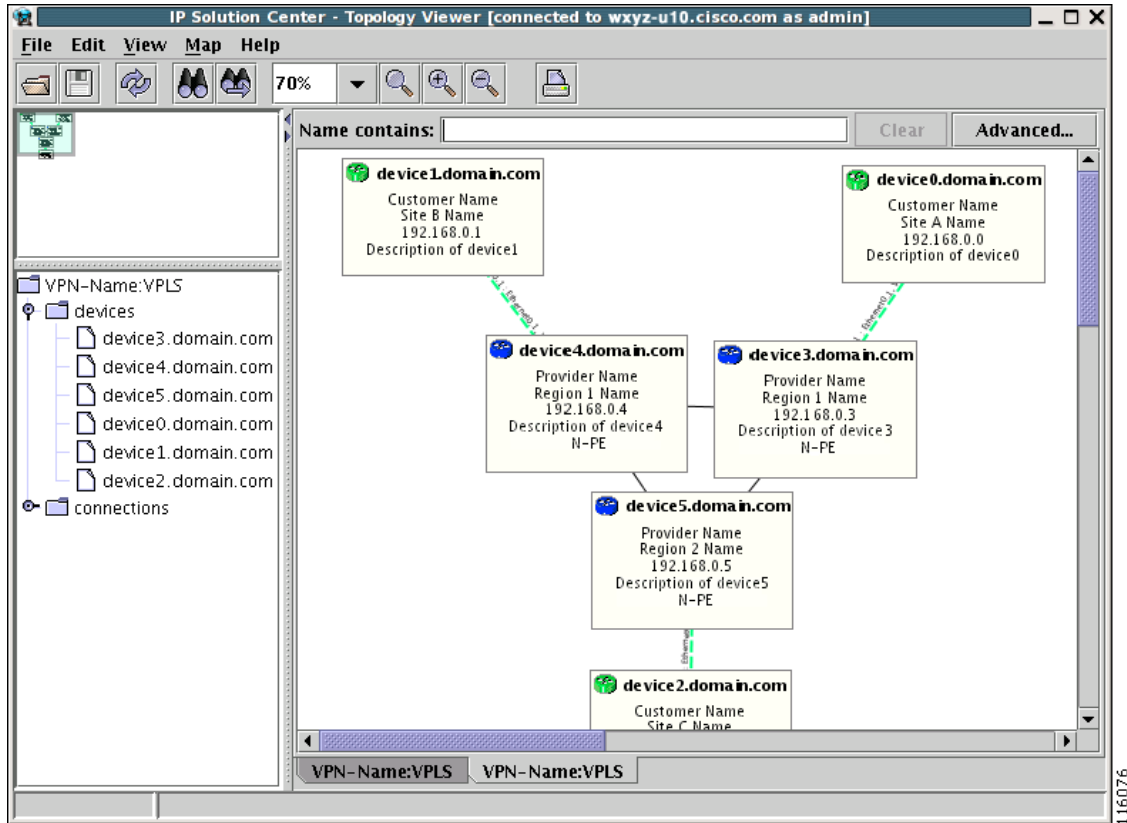 IP Solution Center - Topology Viewer [connected to wxyz-u10.cisco.com as admin]
File Edit View Map Help
70%
Name contains:
Clear
Advanced...
VPN-Name:VPLS
devices
device3.domain.com
device4.domain.com
device5.domain.com
device0.domain.com
device1.domain.com
device2.domain.com
connections
device1.domain.com
Customer Name
Site B Name
192.168.0.1
Description of device1
device0.domain.com
Customer Name
Site A Name
192.168.0.0
Description of device0
device4.domain.com
Provider Name
Region 1 Name
192.168.0.4
Description of device4
N-PE
device3.domain.com
Provider Name
Region 1 Name
192.168.0.3
Description of device3
N-PE
device5.domain.com
Provider Name
Region 2 Name
192.168.0.5
Description of device5
N-PE
Ethernet
device2.domain.com
Customer Name
Site C Name
VPN-Name:VPLS
VPN-Name:VPLS
116076